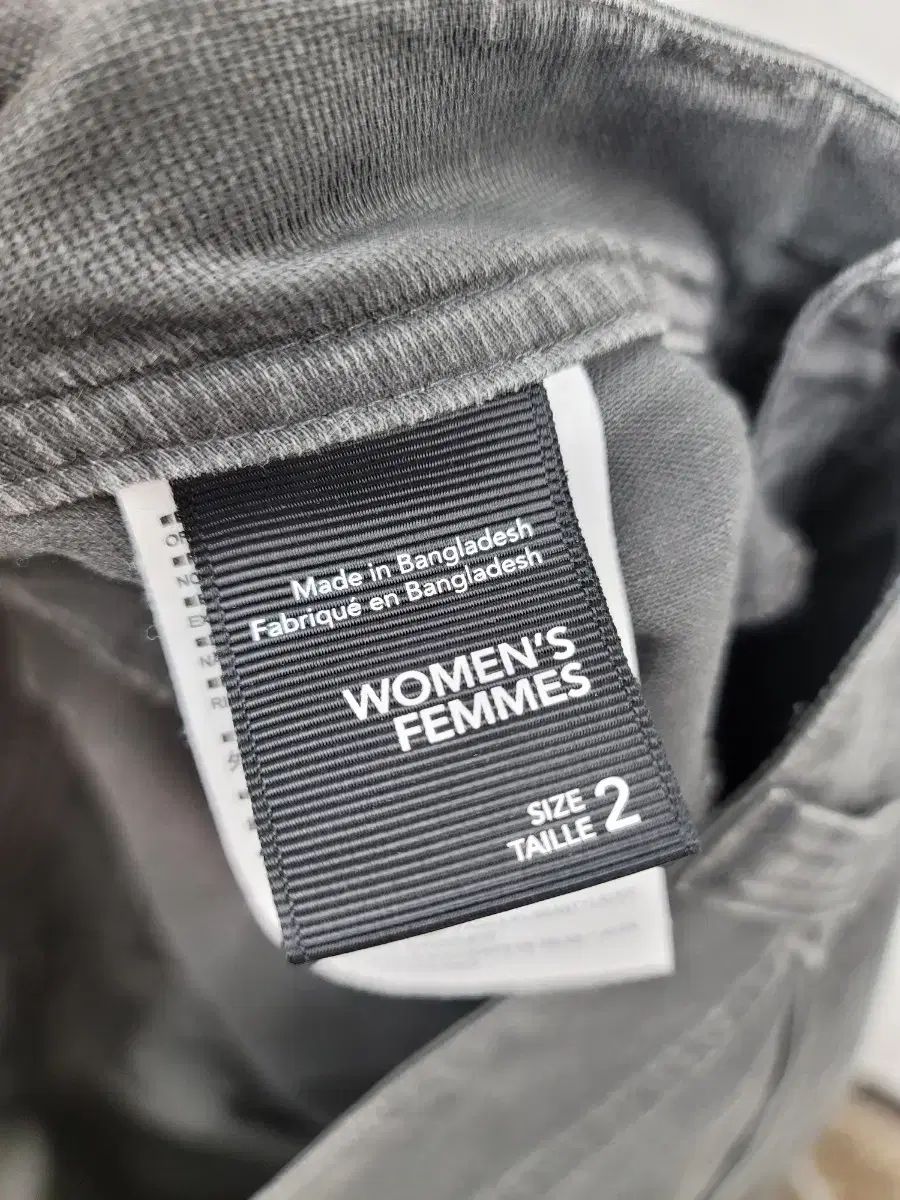 Made in Bangladesh
Fabriqué en Bangladesh
WOMEN'S
FEMMES
SIZE 2
TAILLE